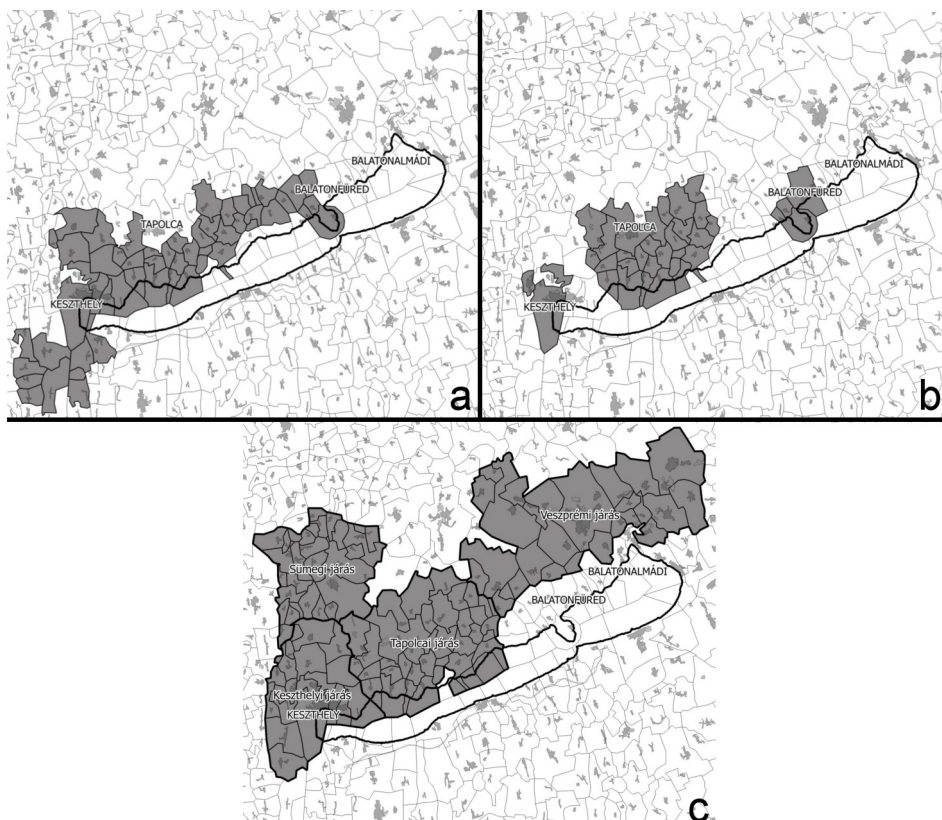 BALATONALMÁDI
BALATONFÜRED
TAPOLCA
KESZTHELY
a
BALATONALMÁDI
BALATONFÜRED
TAPOLCA
KESZTHELY
b
Veszprémi járás
Sümegi járás
BALATONALMÁDI
BALATONFÜRED
Tapolcai járás
Keszthelyi járás
KESZTHELY
c